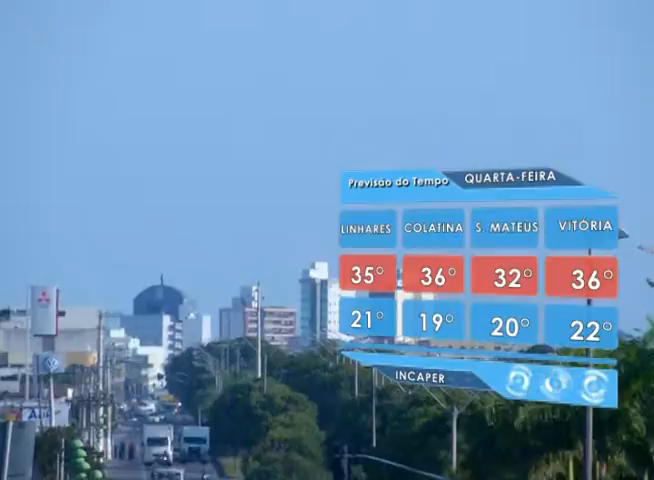 Previsão do Tempo QUARTA-FEIRA
LINHARES COLATINA S. MATEUS VITÓRIA
35° 36° 32° 36°
21° 19° 20° 22°
INCAPER